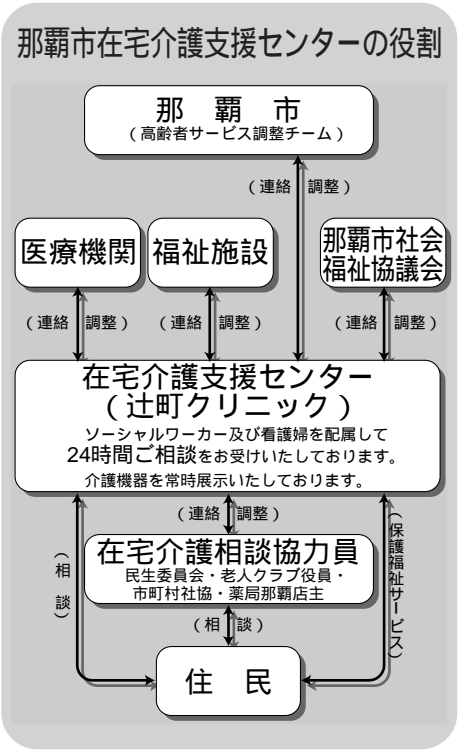 那覇市在宅介護支援センターの役割
那　覇　市
（高齢者サービス調整チーム）
（連絡　調整）
医療機関
福祉施設
那覇市社会
福祉協議会
（連絡　調整）
（連絡　調整）
（連絡　調整）
在宅介護支援センター
（辻町クリニック）
ソーシャルワーカー及び看護婦を配属して
24時間ご相談をお受けいたしております。
介護機器を常時展示いたしております。
（連絡　調整）
（相　談）
（保護福祉サービス）
在宅介護相談協力員
民生委員会・老人クラブ役員・
市町村社協・薬局那覇店主
（相　談）
住　民